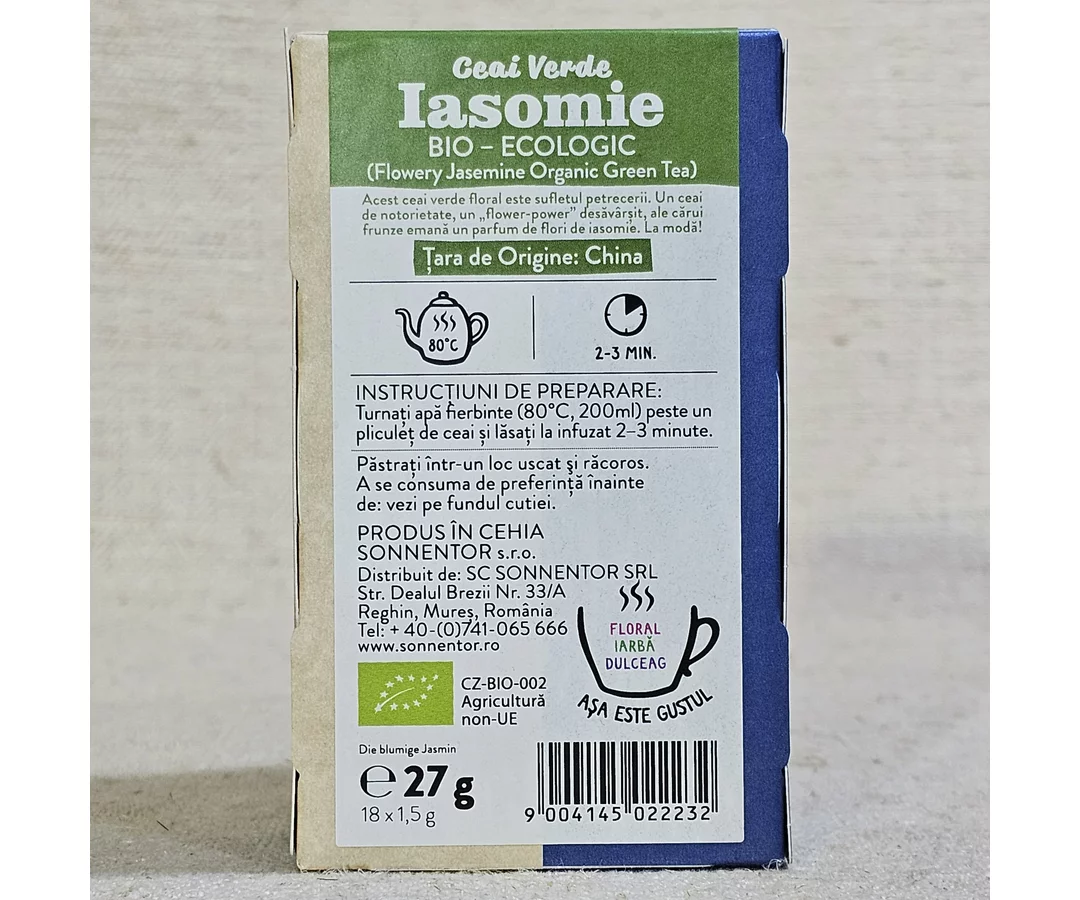 Ceai Verde
Iasomie
BIO – ECOLOGIC
(Flowery Jasemine Organic Green Tea)
Acest ceai verde floral este sufletul petrecerii. Un ceai
de notorietate, un „flower-power” desăvârșit, ale cărui
frunze emană un parfum de flori de iasomie. La modă!
Țara de Origine: China
80°C
2-3 MIN.
INSTRUCȚIUNI DE PREPARARE:
Turnați apă fierbinte (80°C, 200ml) peste un
pliculeț de ceai și lăsați la infuzat 2–3 minute.
Păstrați într-un loc uscat şi răcoros.
A se consuma de preferință înainte
de: vezi pe fundul cutiei.
PRODUS ÎN CEHIA
SONNENTOR s.r.o.
Distribuit de: SC SONNENTOR SRL
Str. Dealul Brezii Nr. 33/A
Reghin, Mureș, România
Tel: + 40-(0)741-065 666
www.sonnentor.ro
FLORAL
IARBĂ
DULCEAG
AȘA ESTE GUSTUL
CZ-BIO-002
Agricultură
non-UE
Die blumige Jasmin
℮ 27 g
18 x 1,5 g
9 004145 022232